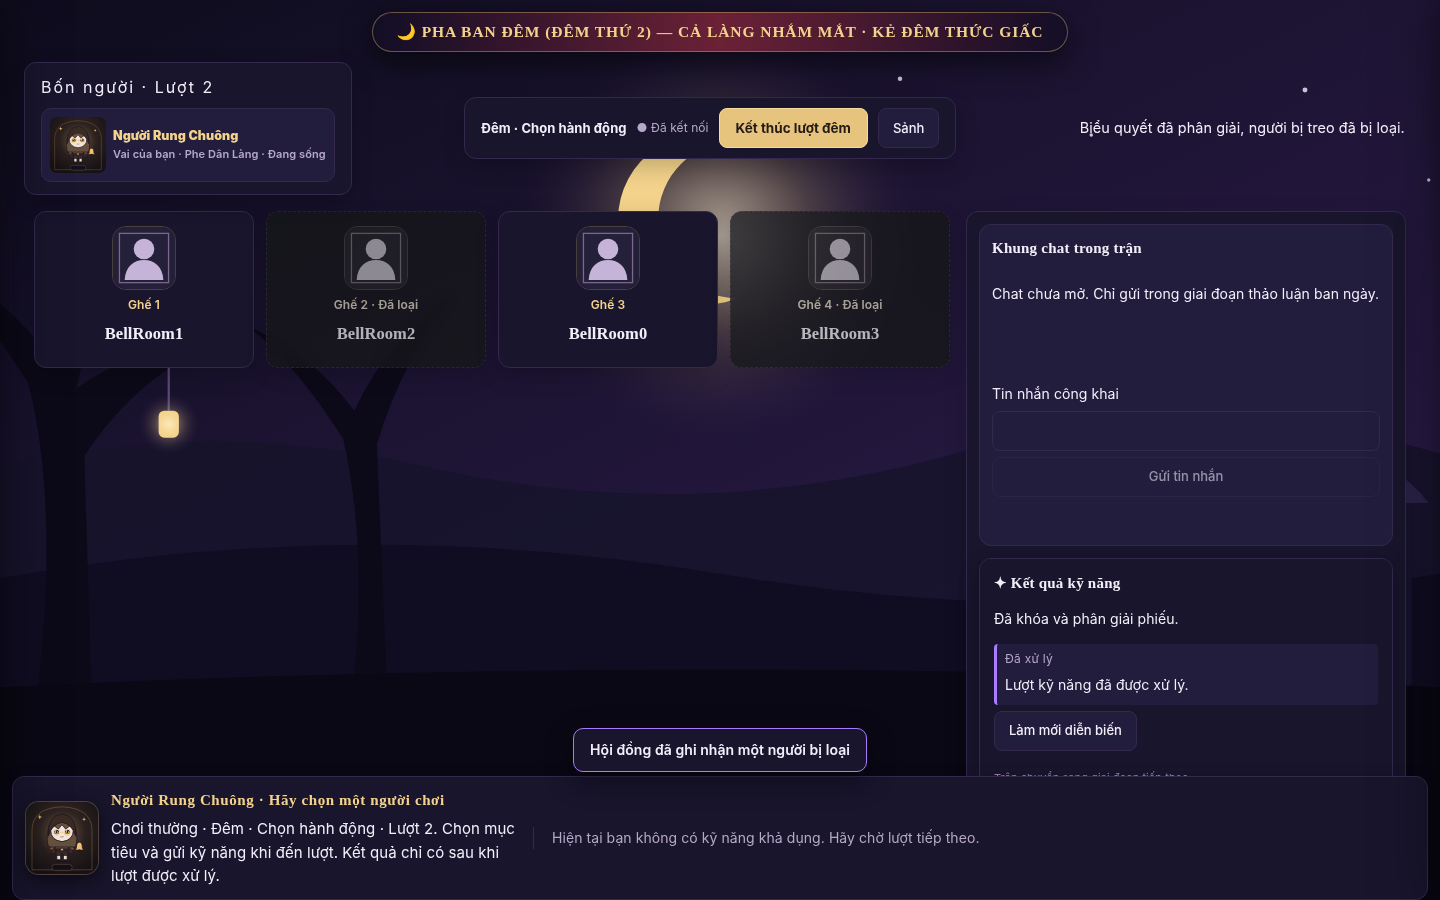 🌙 PHA BAN ĐÊM (ĐÊM THỨ 2) — CẢ LÀNG NHẮM MẮT · KẺ ĐÊM THỨC GIẤC
Bốn người · Lượt 2
Người Rung Chuông
Vai của bạn · Phe Dân Làng · Đang sống
Đêm · Chọn hành động
Đã kết nối
Kết thúc lượt đêm
Sảnh
Biểu quyết đã phân giải, người bị treo đã bị loại.
Ghế 1
BellRoom1
Ghế 2 · Đã loại
BellRoom2
Ghế 3
BellRoom0
Ghế 4 · Đã loại
BellRoom3
Khung chat trong trận
Chat chưa mở. Chỉ gửi trong giai đoạn thảo luận ban ngày.
Tin nhắn công khai
Gửi tin nhắn
✦ Kết quả kỹ năng
Đã khóa và phân giải phiếu.
Đã xử lý
Lượt kỹ năng đã được xử lý.
Làm mới diễn biến
Hội đồng đã ghi nhận một người bị loại
Người Rung Chuông · Hãy chọn một người chơi
Chơi thường · Đêm · Chọn hành động · Lượt 2. Chọn mục
tiêu và gửi kỹ năng khi đến lượt. Kết quả chỉ có sau khi
lượt được xử lý.
Hiện tại bạn không có kỹ năng khả dụng. Hãy chờ lượt tiếp theo.